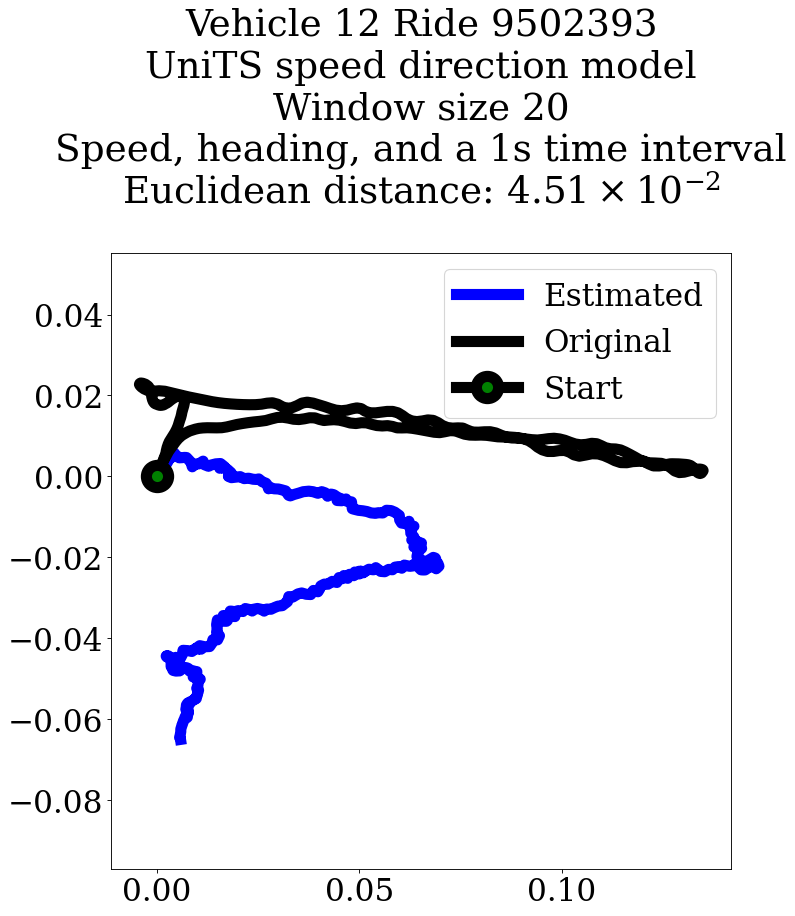 Vehicle 12 Ride 9502393
UniTS speed direction model
Window size 20
Speed, heading, and a 1s time interval
Euclidean distance: 4.51 × 10⁻²
Estimated
Original
Start
0.04
0.02
0.00
−0.02
−0.04
−0.06
−0.08
0.00 0.05 0.10